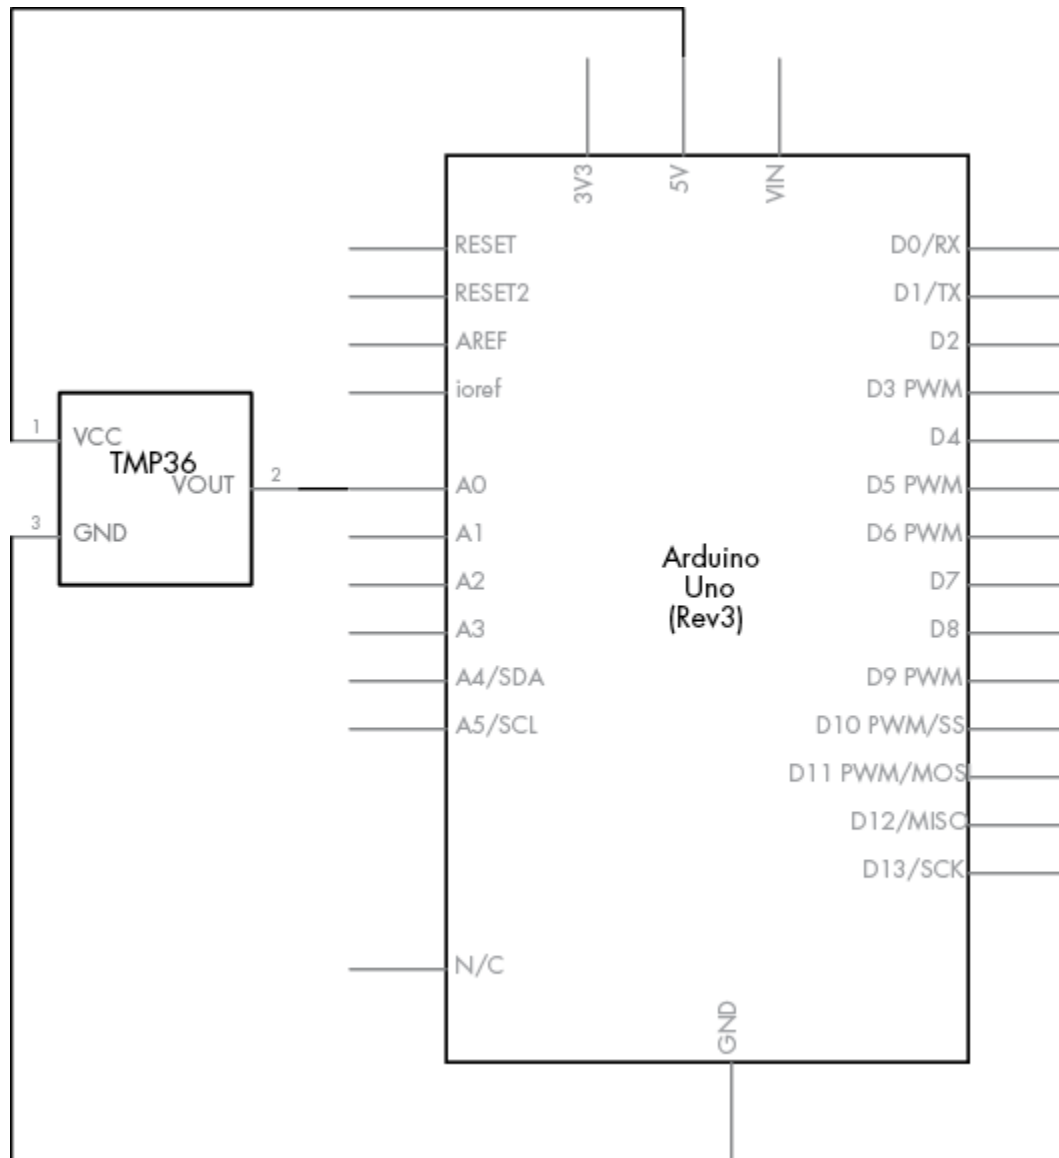 3V3
5V
VIN
RESET
RESET2
AREF
ioref
A0
A1
A2
A3
A4/SDA
A5/SCL
N/C
D0/RX
D1/TX
D2
D3 PWM
D4
D5 PWM
D6 PWM
D7
D8
D9 PWM
D10 PWM/SS
D11 PWM/MOSI
D12/MISO
D13/SCK
Arduino
Uno
(Rev3)
GND
1
VCC
TMP36
VOUT
2
3
GND